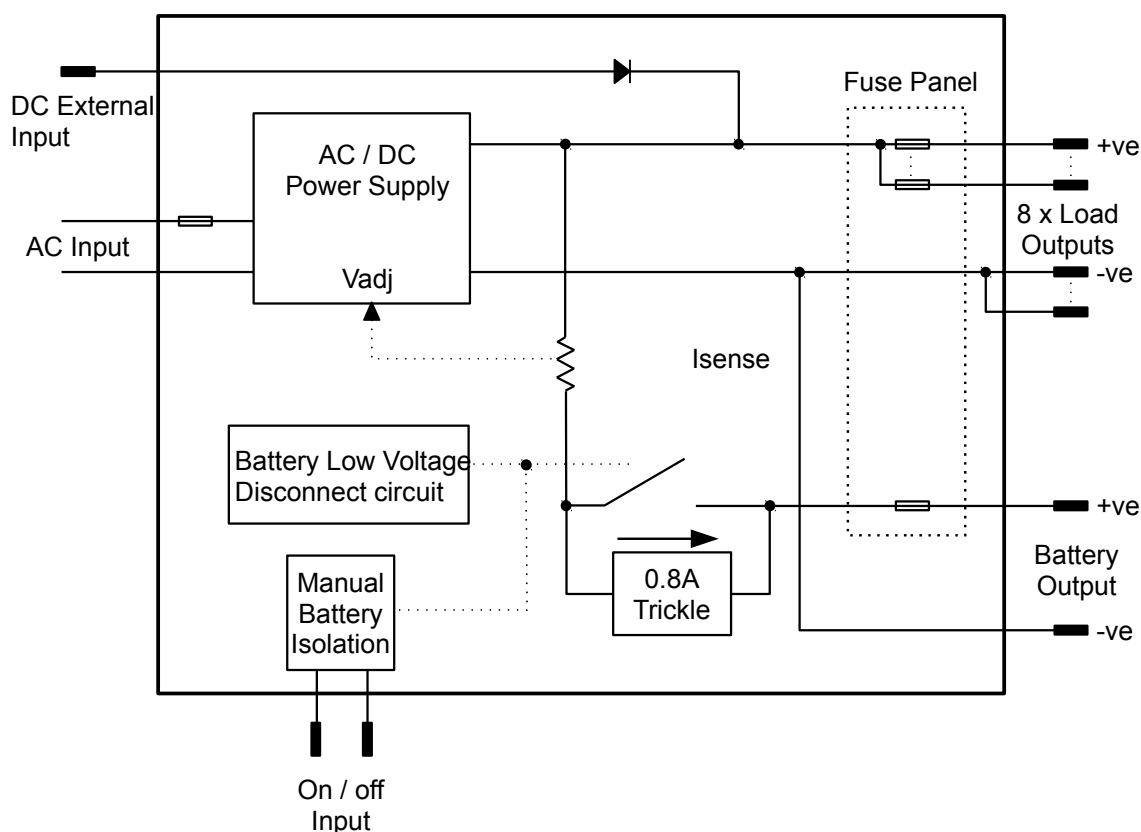 DC External
Input
AC / DC
Power Supply
Fuse Panel
+ve
AC Input
8 x Load
Outputs
-ve
Vadj
Isense
Battery Low Voltage
Disconnect circuit
+ve
Manual
Battery
Isolation
0.8A
Trickle
Battery
Output
-ve
On / off
Input